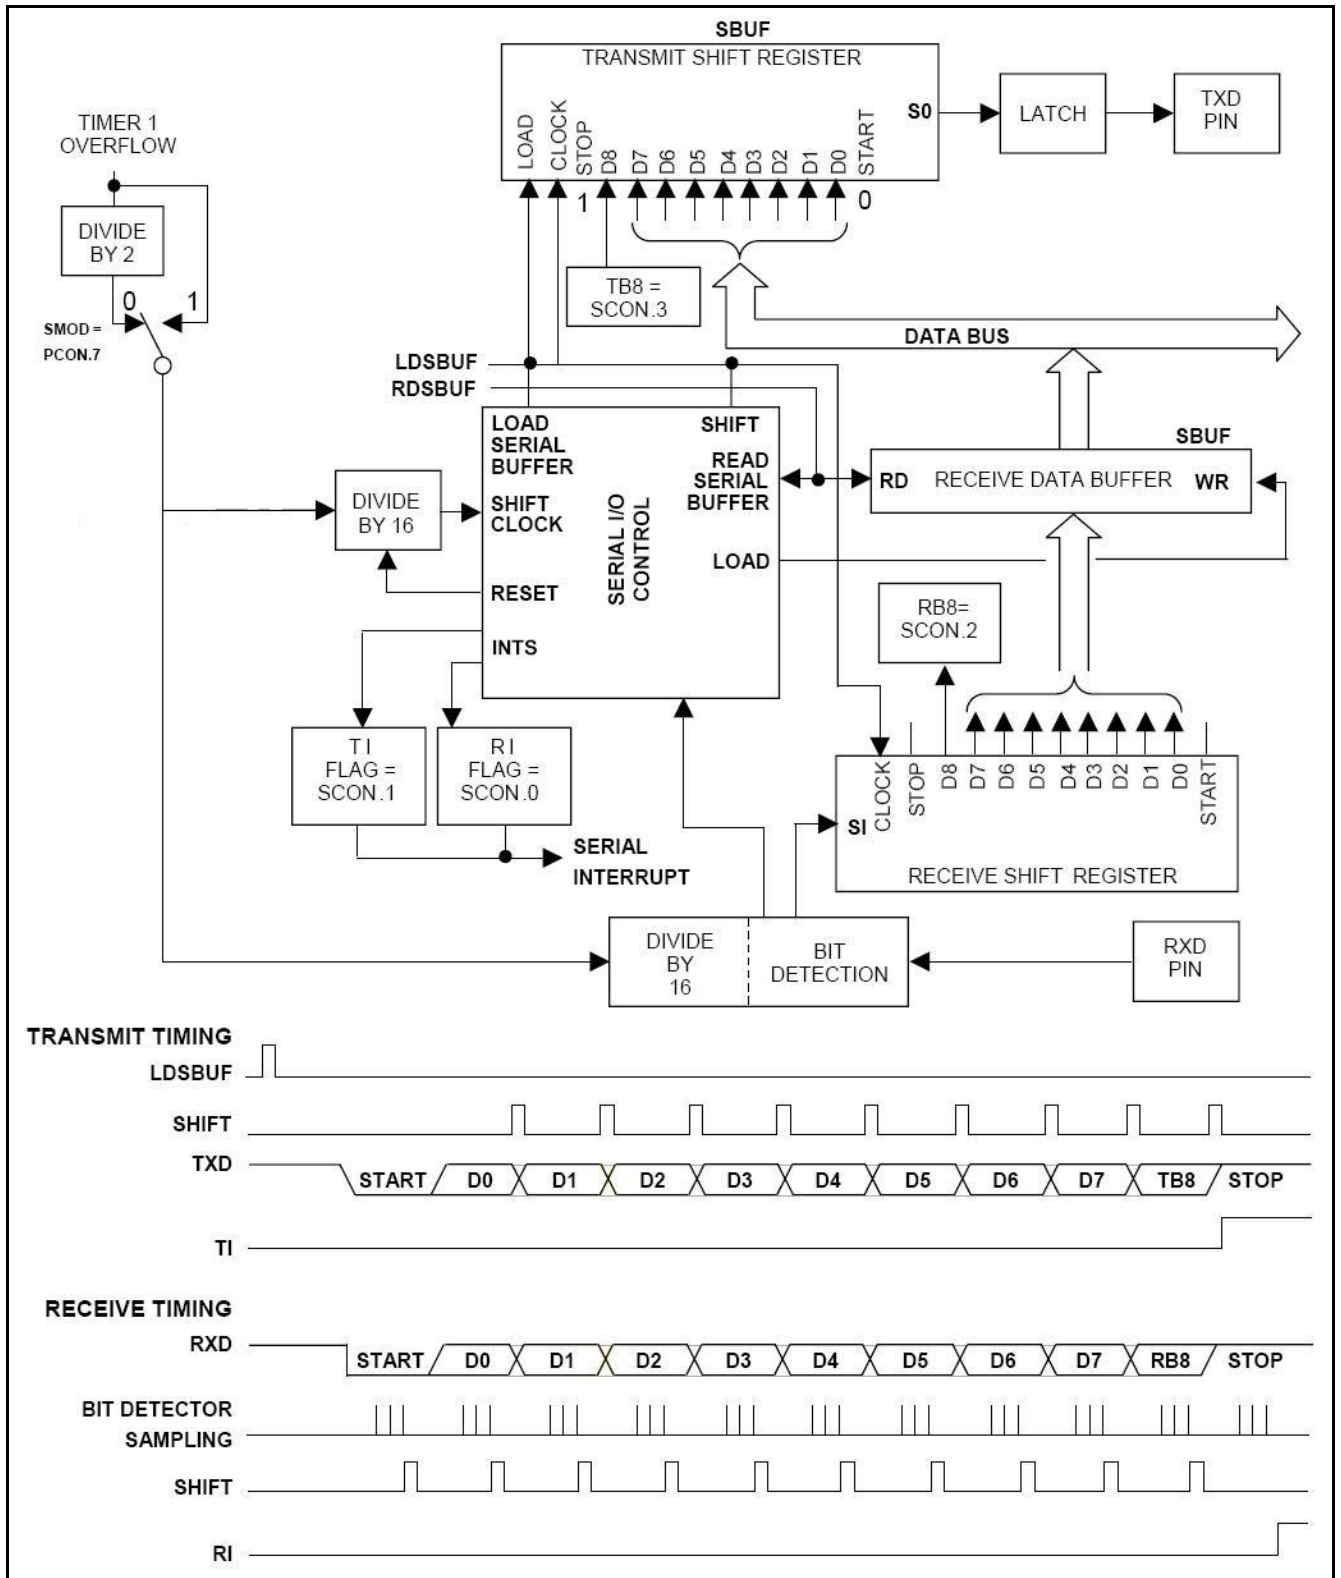 SBUF
TRANSMIT SHIFT REGISTER
LOAD
CLOCK
STOP
D8
D7
D6
D5
D4
D3
D2
D1
D0
START
S0
LATCH
TXD
PIN
1
0
TIMER 1
OVERFLOW
DIVIDE
BY 2
0
1
SMOD =
PCON.7
TB8 =
SCON.3
DATA BUS
LDSBUF
RDSBUF
LOAD
SERIAL
BUFFER
SHIFT
READ
SERIAL
BUFFER
SHIFT
CLOCK
SERIAL I/O
CONTROL
LOAD
RESET
INTS
DIVIDE
BY 16
SBUF
RD
RECEIVE DATA BUFFER
WR
RB8=
SCON.2
TI
FLAG =
SCON.1
RI
FLAG =
SCON.0
SERIAL
INTERRUPT
CLOCK
STOP
D8
D7
D6
D5
D4
D3
D2
D1
D0
START
SI
RECEIVE SHIFT REGISTER
DIVIDE
BY
16
BIT
DETECTION
RXD
PIN
TRANSMIT TIMING
LDSBUF
SHIFT
TXD
START D0 D1 D2 D3 D4 D5 D6 D7 TB8 STOP
TI
RECEIVE TIMING
RXD
START D0 D1 D2 D3 D4 D5 D6 D7 RB8 STOP
BIT DETECTOR
SAMPLING
SHIFT
RI